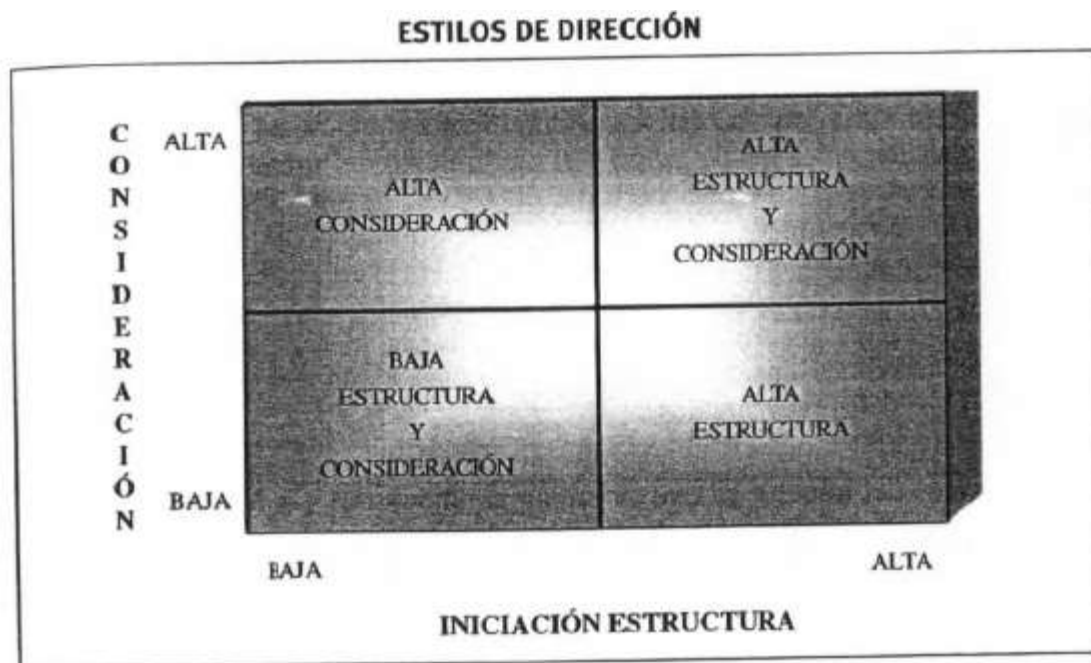 ESTILOS DE DIRECCIÓN
CONSIDERACIÓN
ALTA
ALTA
CONSIDERACIÓN
ALTA
ESTRUCTURA
Y
CONSIDERACIÓN
BAJA
ESTRUCTURA
Y
CONSIDERACIÓN
ALTA
ESTRUCTURA
BAJA
BAJA
ALTA
INICIACIÓN ESTRUCTURA